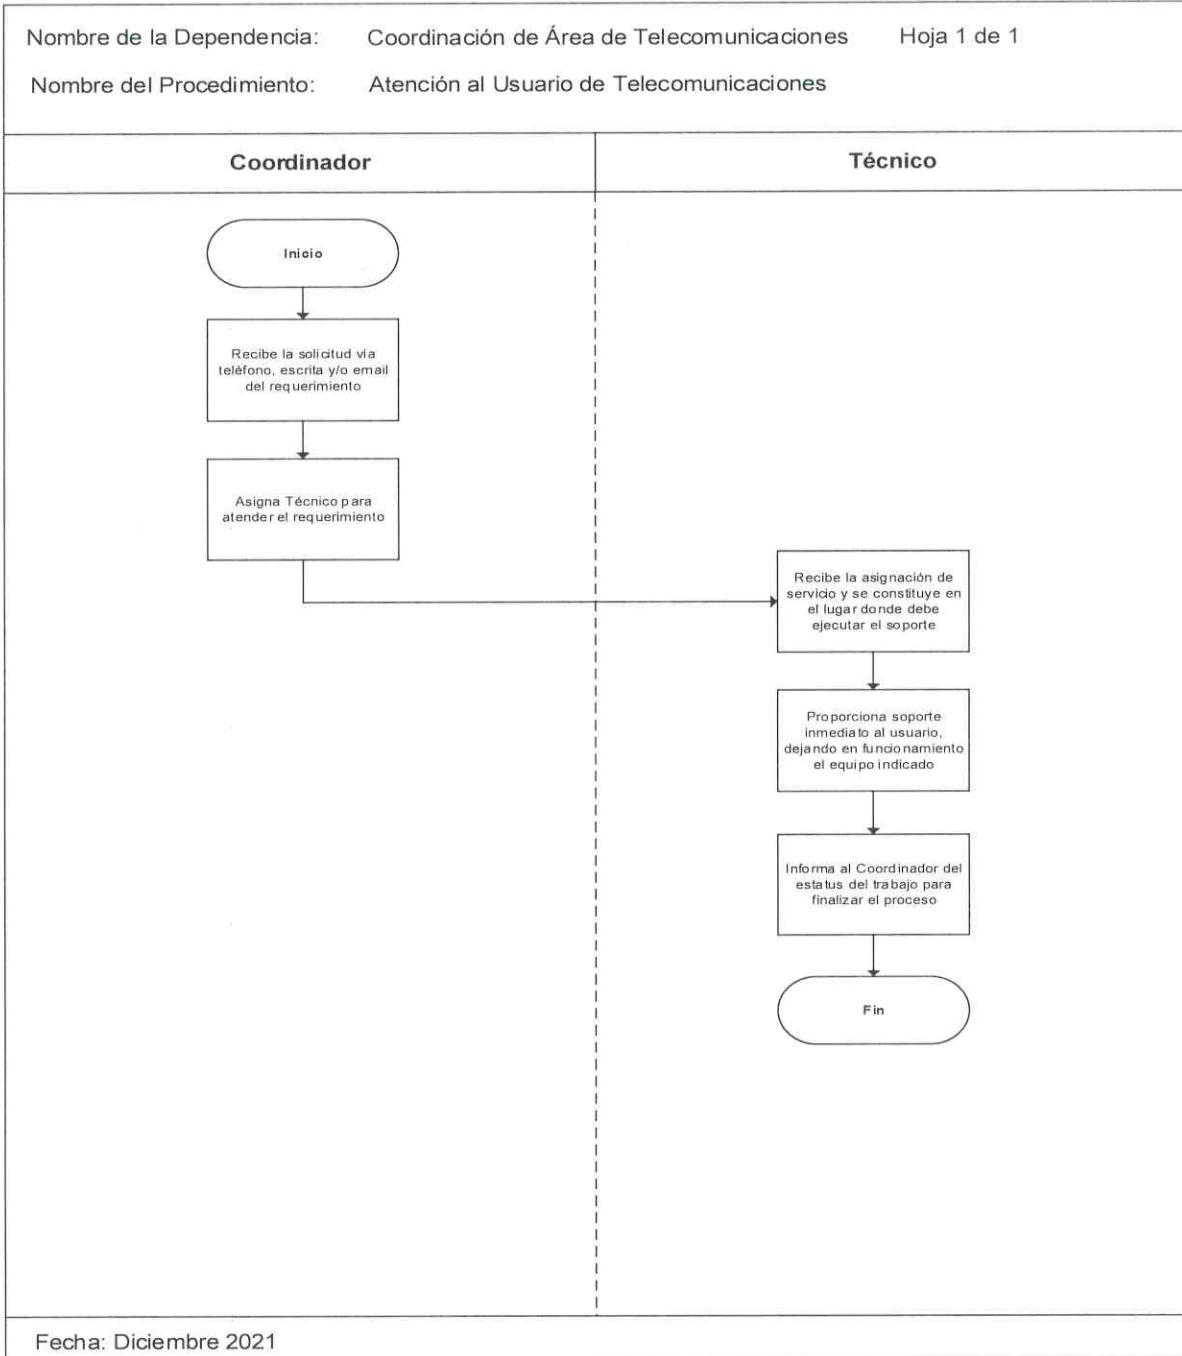 Nombre de la Dependencia: Coordinación de Área de Telecomunicaciones Hoja 1 de 1
Nombre del Procedimiento: Atención al Usuario de Telecomunicaciones
Coordinador
Técnico
Inicio
Recibe la solicitud vía
teléfono, escrita y/o email
del requerimiento
Asigna Técnico para
atender el requerimiento
Recibe la asignación de
servicio y se constituye en
el lugar donde debe
ejecutar el soporte
Proporciona soporte
inmediato al usuario,
dejando en funcionamiento
el equipo indicado
Informa al Coordinador del
estatus del trabajo para
finalizar el proceso
Fin
Fecha: Diciembre 2021